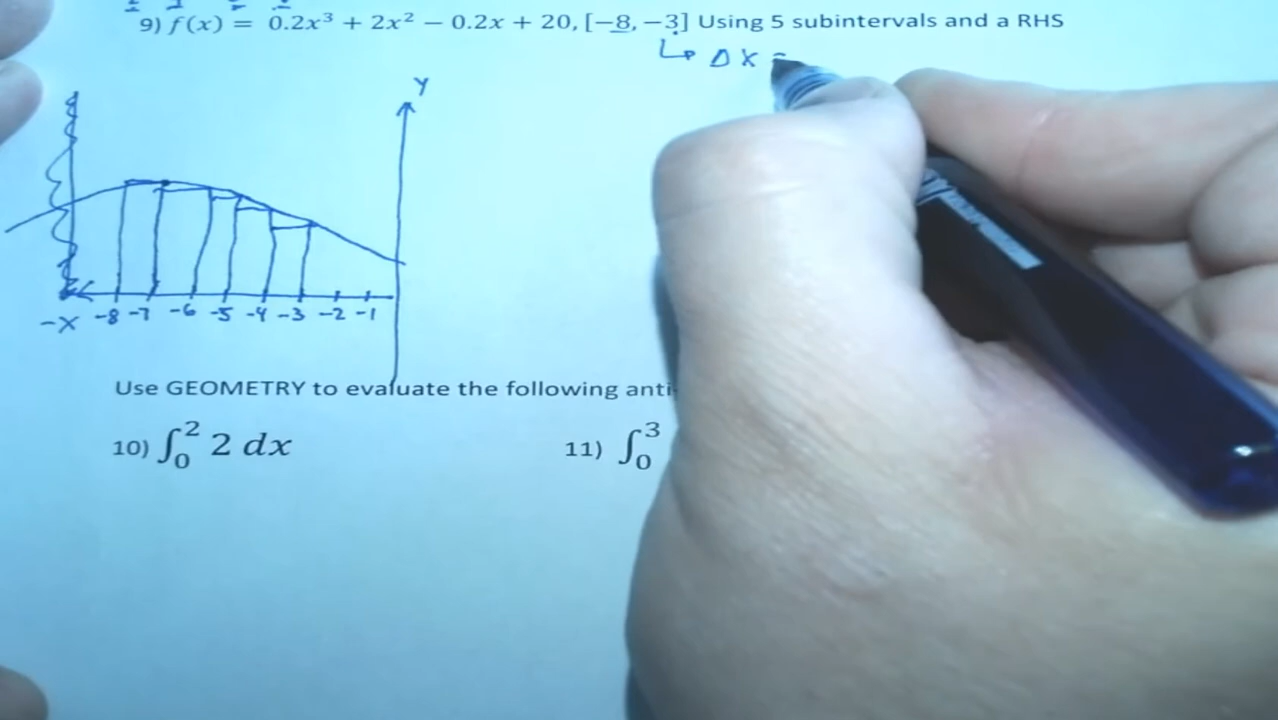 9) f(x) = 0.2x³ + 2x² − 0.2x + 20, [−8, −3] Using 5 subintervals and a RHS
↳ Δx
y
-x -8 -7 -6 -5 -4 -3 -2 -1
Use GEOMETRY to evaluate the following anti
10) ∫₀² 2 dx 11) ∫₀³